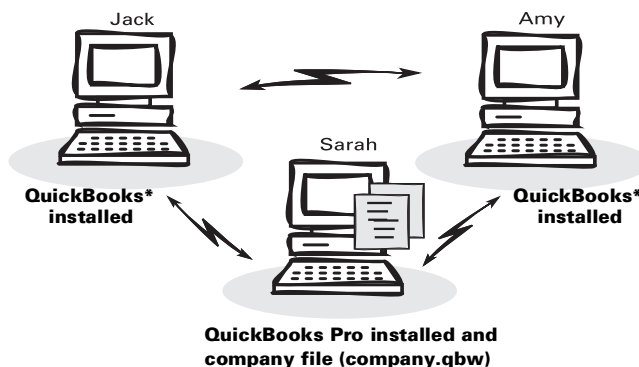 Jack
Amy
Sarah
QuickBooks*
installed
QuickBooks*
installed
QuickBooks Pro installed and
company file (company.qbw)